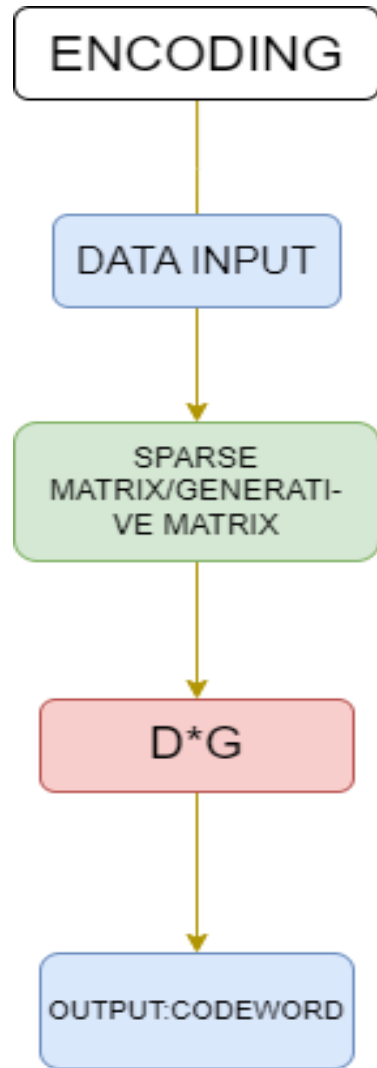 ENCODING
DATA INPUT
SPARSE
MATRIX/GENERATI-
VE MATRIX
D*G
OUTPUT:CODEWORD